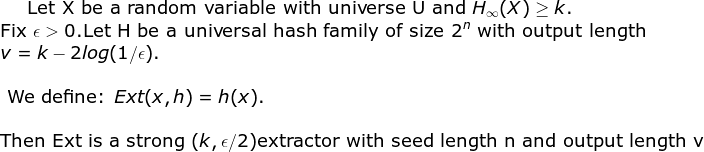 Let X be a random variable with universe U and H∞(X) ≥ k.
Fix ϵ > 0.Let H be a universal hash family of size 2ⁿ with output length
v = k − 2log(1/ϵ).
We define: Ext(x, h) = h(x).
Then Ext is a strong (k, ϵ/2)extractor with seed length n and output length v